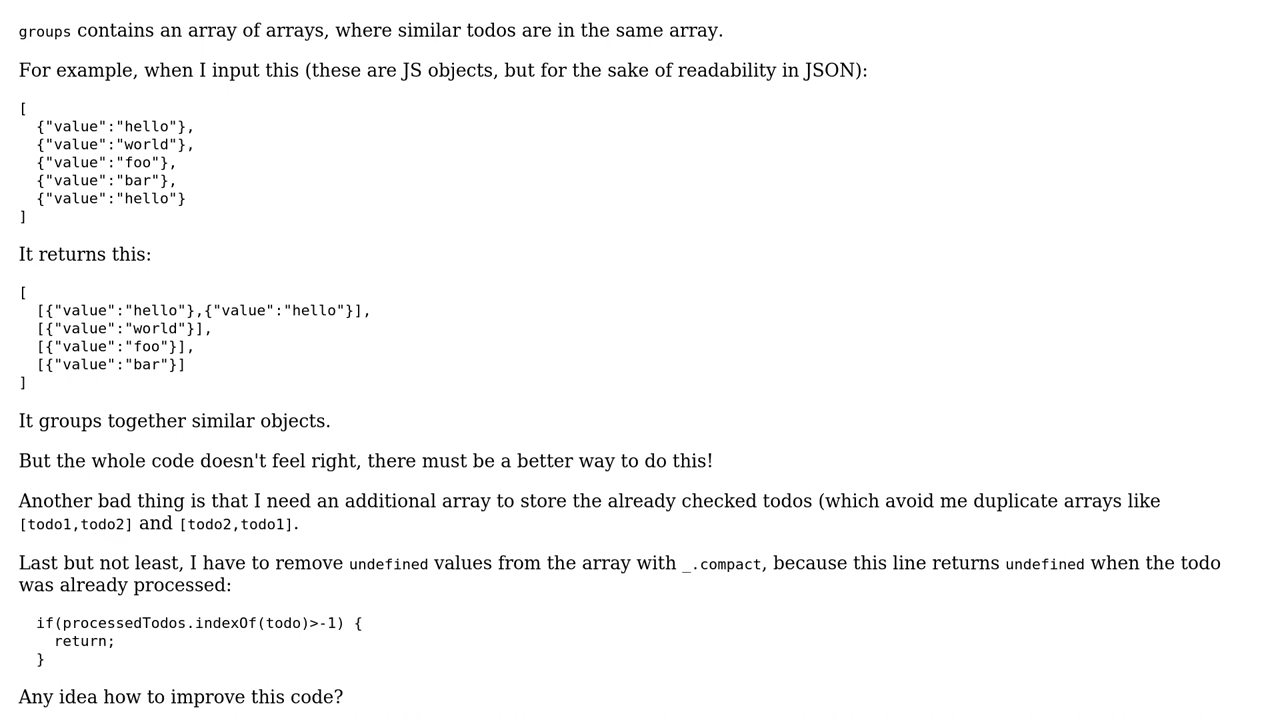 groups contains an array of arrays, where similar todos are in the same array.
For example, when I input this (these are JS objects, but for the sake of readability in JSON):
[
  {"value":"hello"},
  {"value":"world"},
  {"value":"foo"},
  {"value":"bar"},
  {"value":"hello"}
]
It returns this:
[
  [{"value":"hello"},{"value":"hello"}],
  [{"value":"world"}],
  [{"value":"foo"}],
  [{"value":"bar"}]
]
It groups together similar objects.
But the whole code doesn't feel right, there must be a better way to do this!
Another bad thing is that I need an additional array to store the already checked todos (which avoid me duplicate arrays like
[todo1,todo2] and [todo2,todo1].
Last but not least, I have to remove undefined values from the array with _.compact, because this line returns undefined when the todo
was already processed:
  if(processedTodos.indexOf(todo)>-1) {
    return;
  }
Any idea how to improve this code?